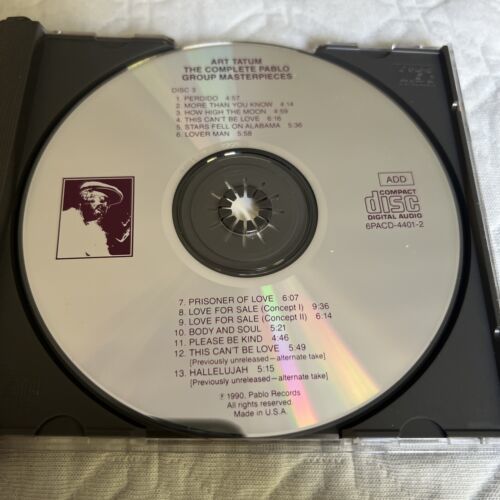 ART TATUM
THE COMPLETE PABLO
GROUP MASTERPIECES
DISC 3
1. PERDIDO 4:57
2. MORE THAN YOU KNOW 4:14
3. HOW HIGH THE MOON 4:59
4. THIS CAN'T BE LOVE 6:16
5. STARS FELL ON ALABAMA 5:36
6. LOVER MAN 5:58
ADD
COMPACT
disc
DIGITAL AUDIO
6PACD-4401-2
7. PRISONER OF LOVE 6:07
8. LOVE FOR SALE (Concept I) 9:36
9. LOVE FOR SALE (Concept II) 6:14
10. BODY AND SOUL 5:21
11. PLEASE BE KIND 4:46
12. THIS CAN'T BE LOVE 5:49
[Previously unreleased—alternate take]
13. HALLELUJAH 5:15
[Previously unreleased—alternate take]
℗ 1990, Pablo Records
All rights reserved
Made in U.S.A.